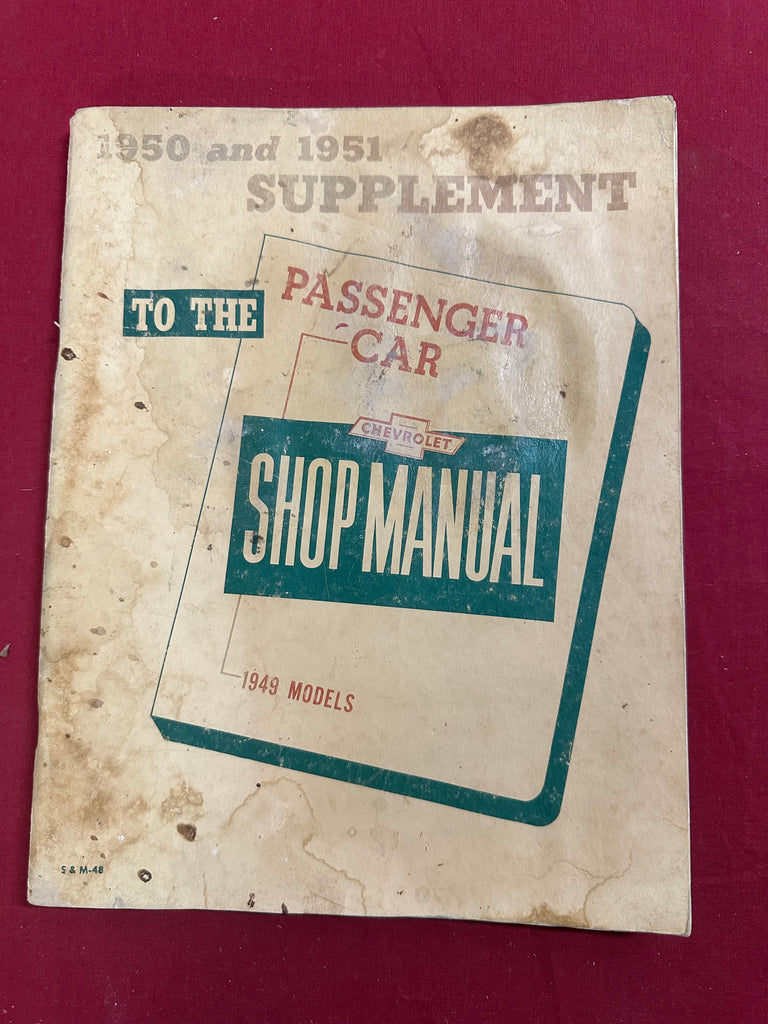 1950 and 1951
SUPPLEMENT
TO THE
PASSENGER
CAR
CHEVROLET
SHOP MANUAL
1949 MODELS
S & M-48